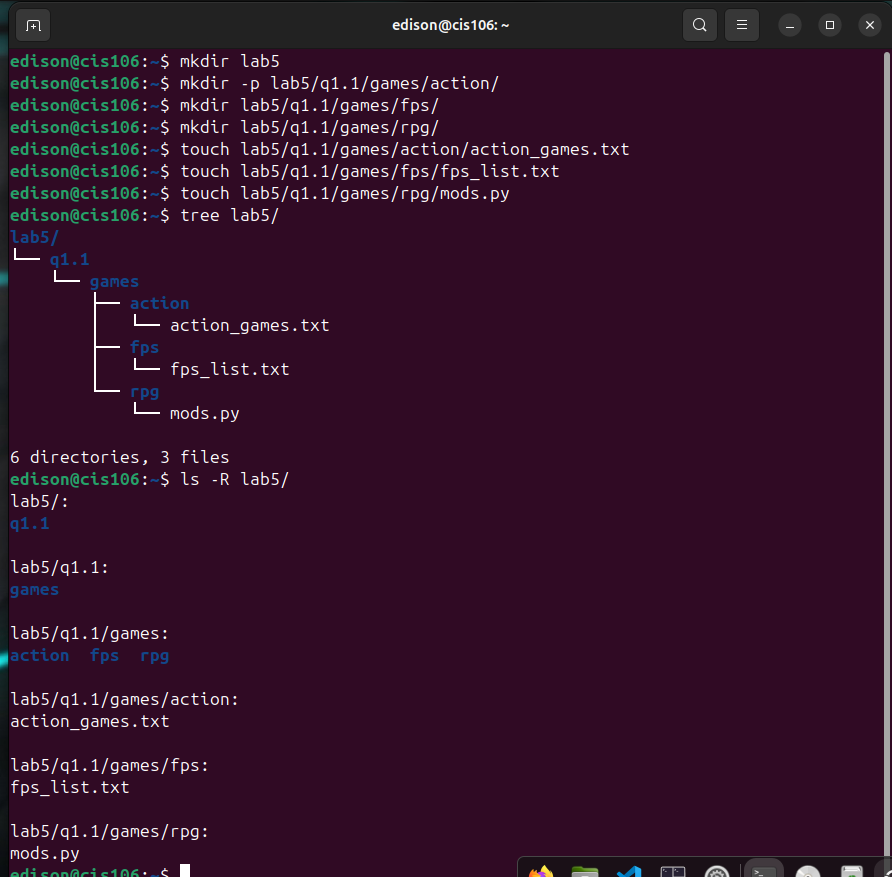 edison@cis106: ~
edison@cis106:~$ mkdir lab5
edison@cis106:~$ mkdir -p lab5/q1.1/games/action/
edison@cis106:~$ mkdir lab5/q1.1/games/fps/
edison@cis106:~$ mkdir lab5/q1.1/games/rpg/
edison@cis106:~$ touch lab5/q1.1/games/action/action_games.txt
edison@cis106:~$ touch lab5/q1.1/games/fps/fps_list.txt
edison@cis106:~$ touch lab5/q1.1/games/rpg/mods.py
edison@cis106:~$ tree lab5/
lab5/
└── q1.1
    └── games
        ├── action
        │   └── action_games.txt
        ├── fps
        │   └── fps_list.txt
        └── rpg
            └── mods.py
6 directories, 3 files
edison@cis106:~$ ls -R lab5/
lab5/:
q1.1
lab5/q1.1:
games
lab5/q1.1/games:
action  fps  rpg
lab5/q1.1/games/action:
action_games.txt
lab5/q1.1/games/fps:
fps_list.txt
lab5/q1.1/games/rpg:
mods.py
edison@cis106:~$